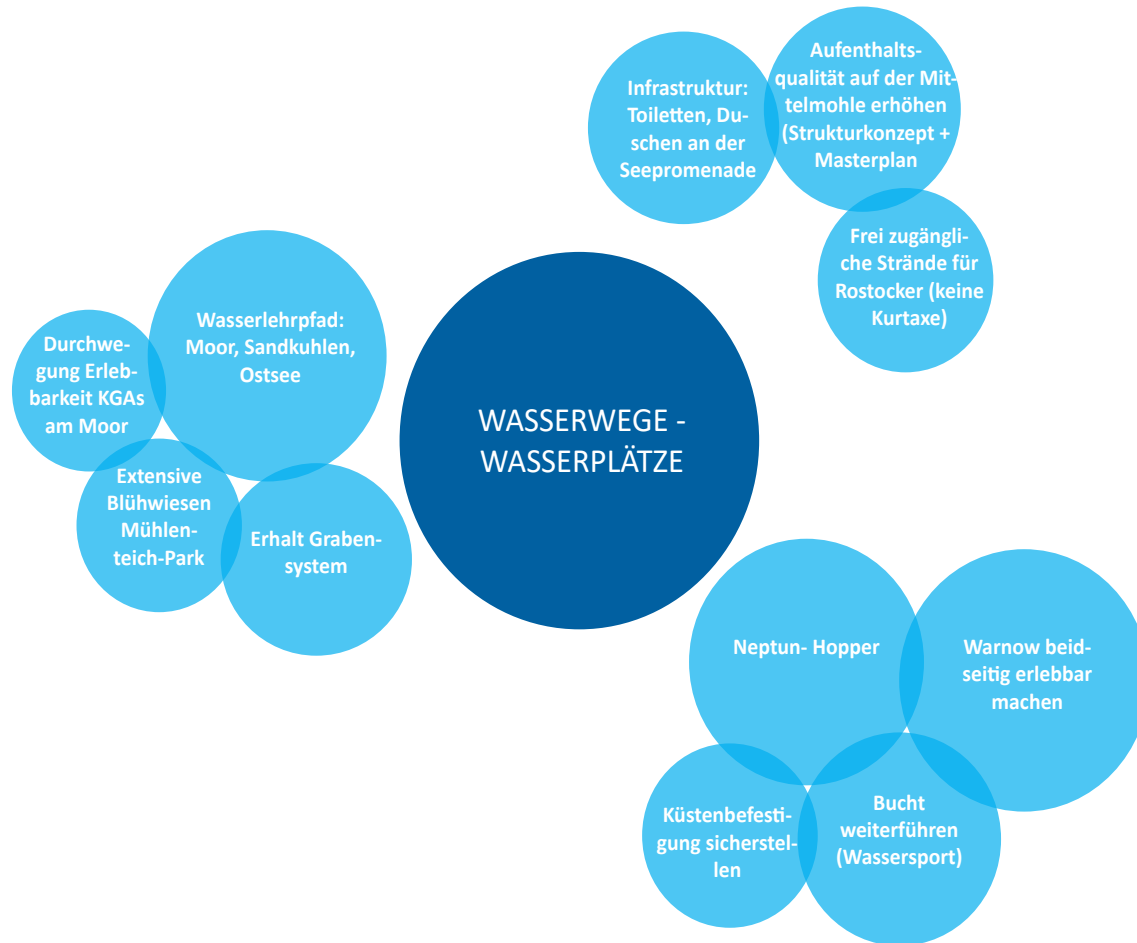 Aufenthalts-
qualität auf der Mit-
telmohle erhöhen
(Strukturkonzept +
Masterplan
Infrastruktur:
Toiletten, Du-
schen an der
Seepromenade
Frei zugängli-
che Strände für
Rostocker (keine
Kurtaxe)
Wasserlehrpfad:
Moor, Sandkuhlen,
Ostsee
Durchwe-
gung Erleb-
barkeit KGAs
am Moor
Extensive
Blühwiesen
Mühlen-
teich-Park
Erhalt Graben-
system
WASSERWEGE -
WASSERPLÄTZE
Neptun- Hopper
Warnow beid-
seitig erlebbar
machen
Küstenbefesti-
gung sicherstel-
len
Bucht
weiterführen
(Wassersport)